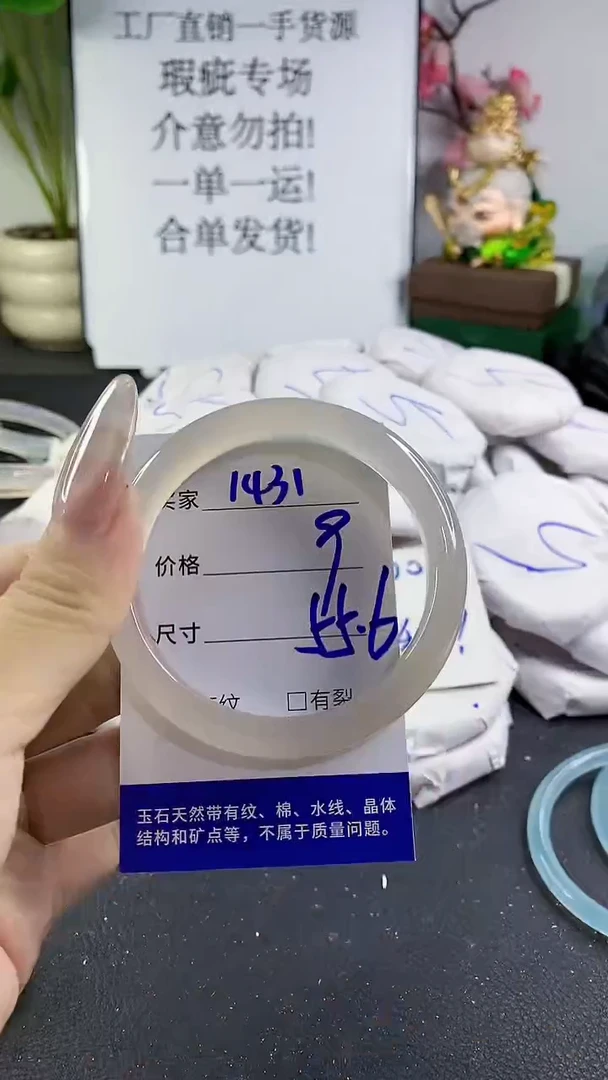 工厂直销一手货源
瑕疵专场
介意勿拍!
一单一运!
合单发货!
卖家 1431
价格 9
尺寸 55.6
纹 □有裂
玉石天然带有纹、棉、水线、晶体
结构和矿点等，不属于质量问题。